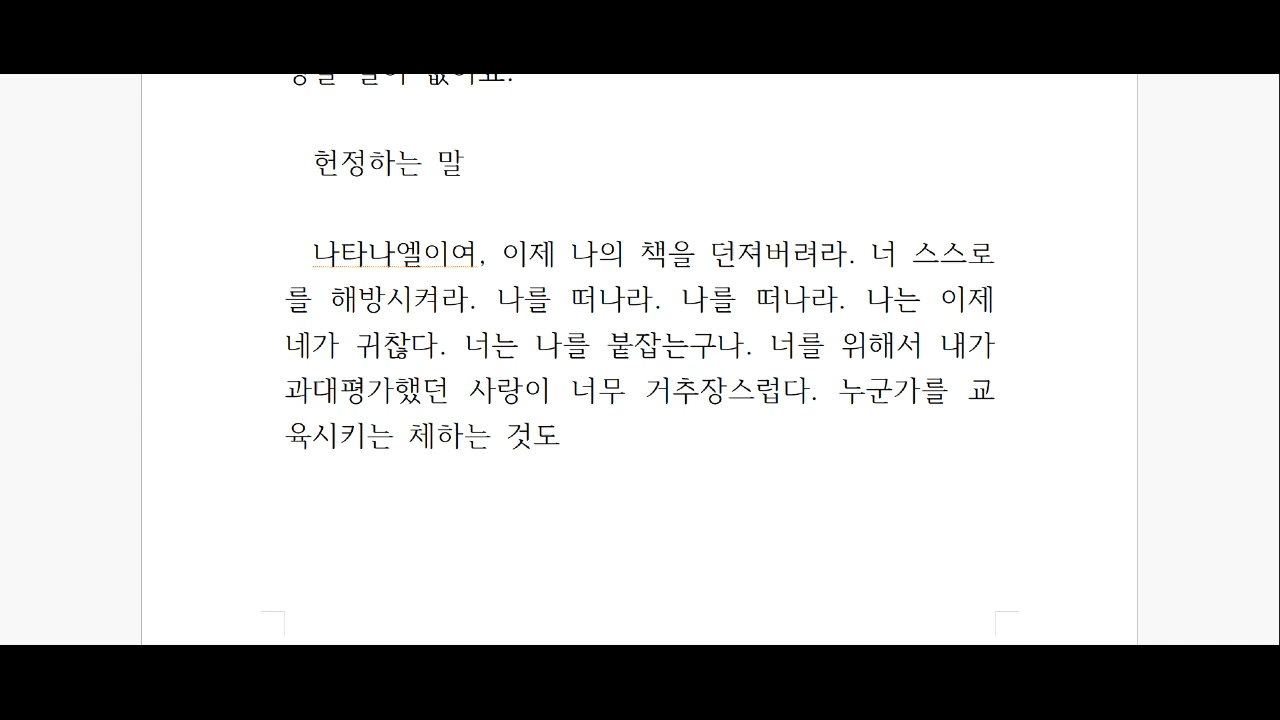 헌정하는 말
나타나엘이여, 이제 나의 책을 던져버려라. 너 스스로
를 해방시켜라. 나를 떠나라. 나를 떠나라. 나는 이제
네가 귀찮다. 너는 나를 붙잡는구나. 너를 위해서 내가
과대평가했던 사랑이 너무 거추장스럽다. 누군가를 교
육시키는 체하는 것도